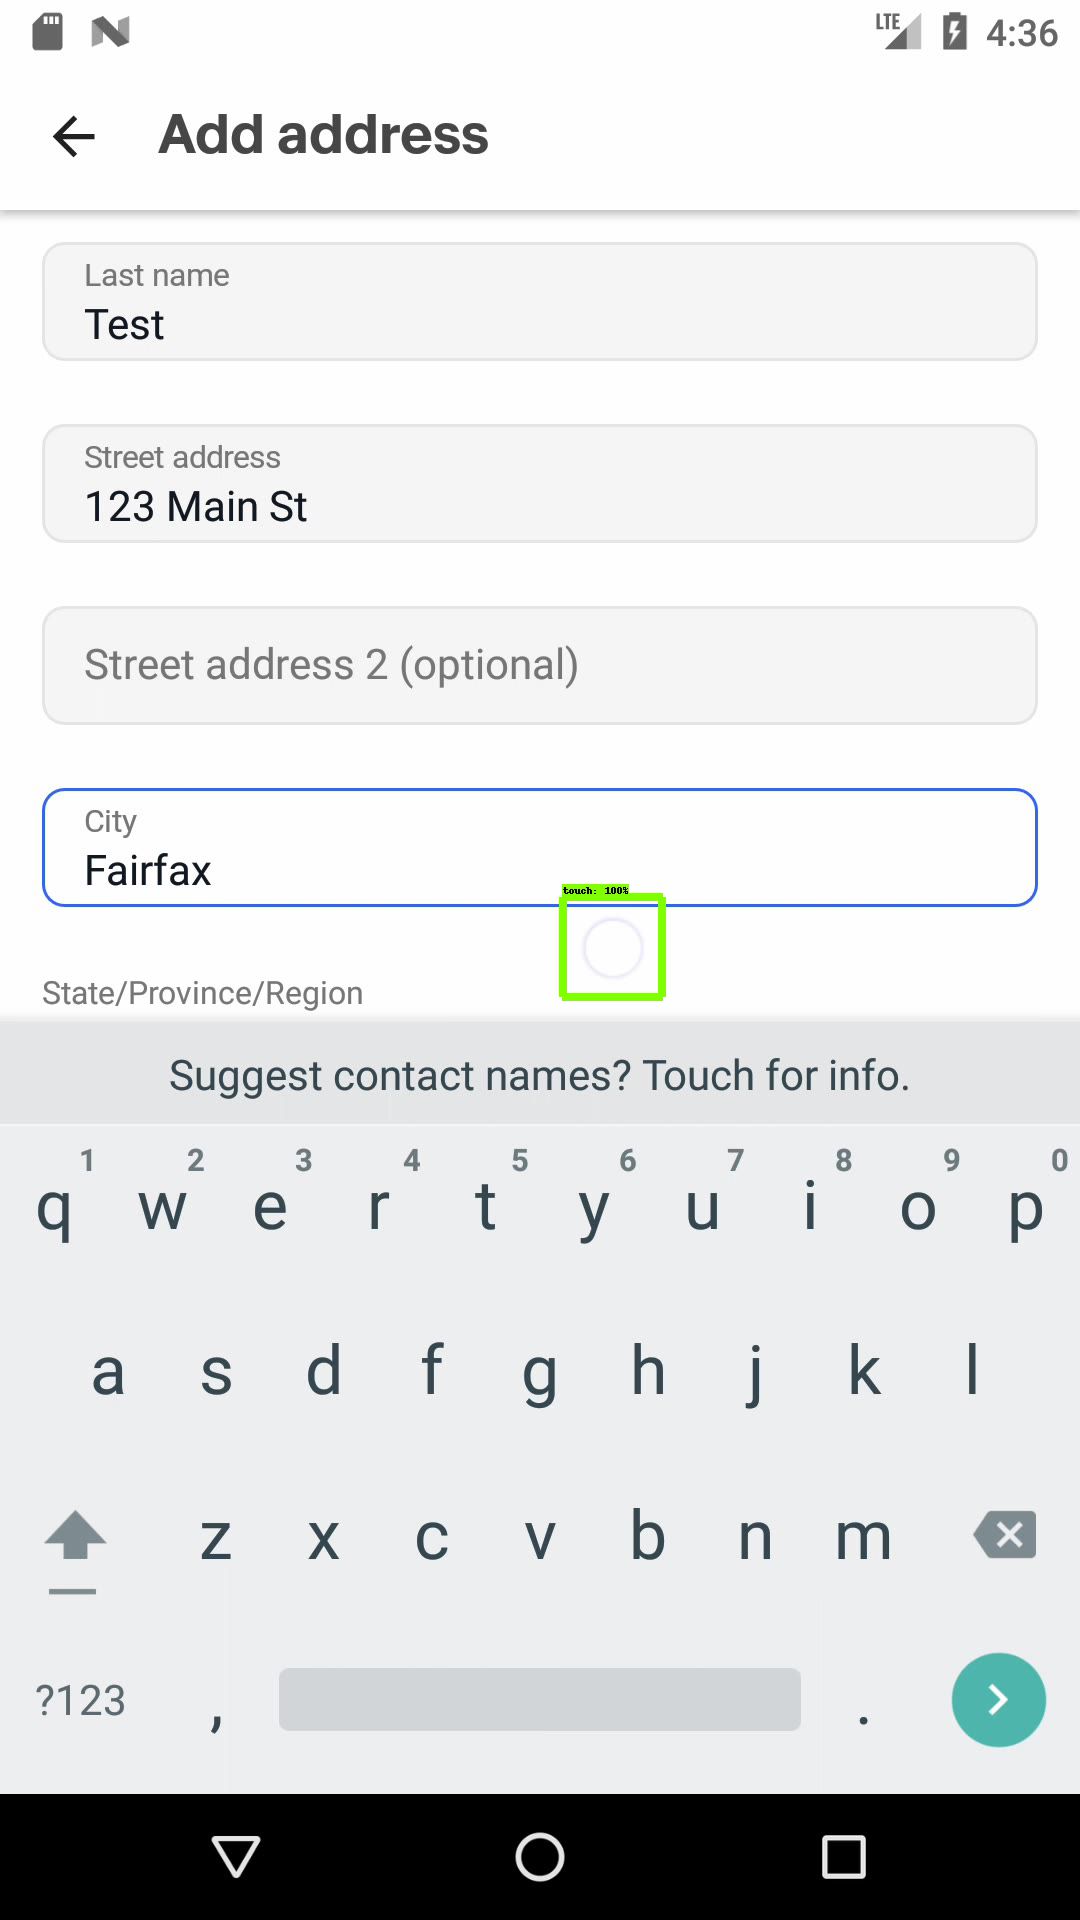 LTE 4:36
Add address
Last name
Test
Street address
123 Main St
Street address 2 (optional)
City
Fairfax
touch: 100%
State/Province/Region
Suggest contact names? Touch for info.
1 2 3 4 5 6 7 8 9 0
q w e r t y u i o p
a s d f g h j k l
z x c v b n m
?123 , .